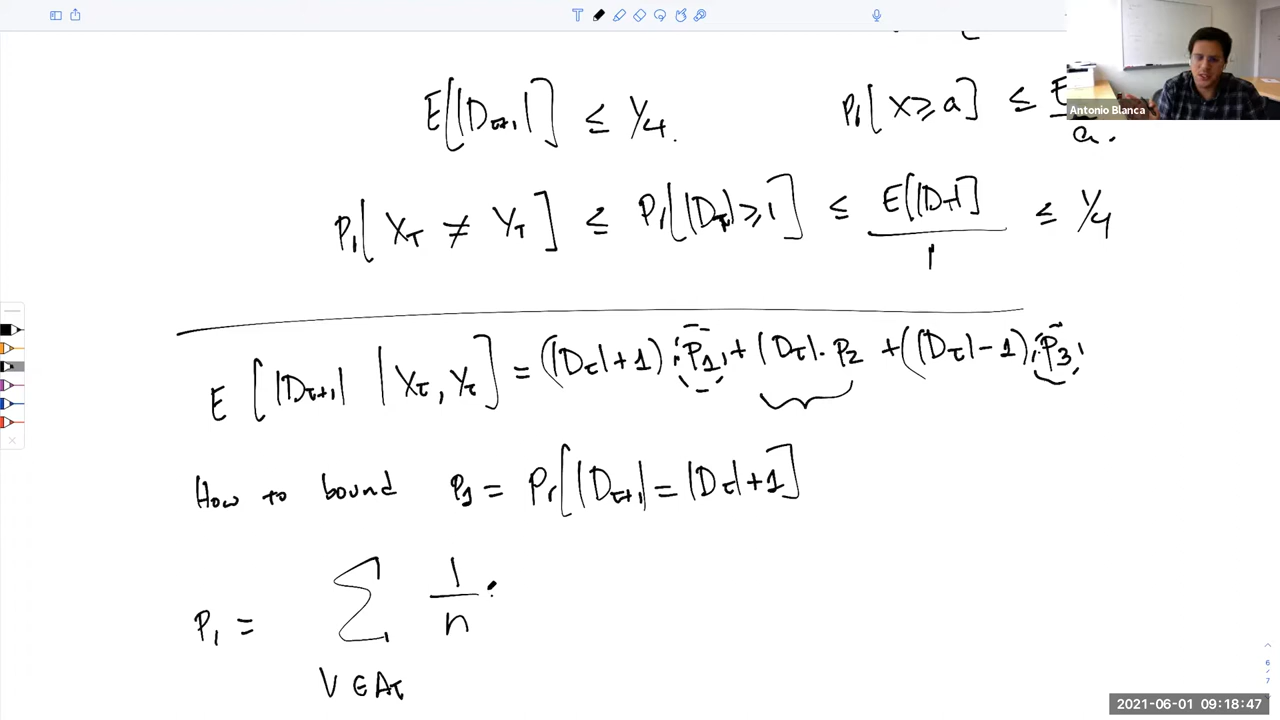 E[|D_{t+1}|] ≤ 1/4.
Pr[X ≥ a] ≤ E / a.
Antonio Blanca
Pr[X_T ≠ Y_T] ≤ Pr[|D_T| ≥ 1] ≤ E[|D_T|] / 1 ≤ 1/4
E[|D_{t+1}| | X_t, Y_t] = (|D_t|+1) · P_1 + |D_t| · P_2 + (|D_t|-1) · P_3
How to bound P_1 = Pr[|D_{t+1}| = |D_t|+1]
P_1 = Σ_{V ∈ A_t} 1/n ·
6 / 7
2021-06-01 09:18:47